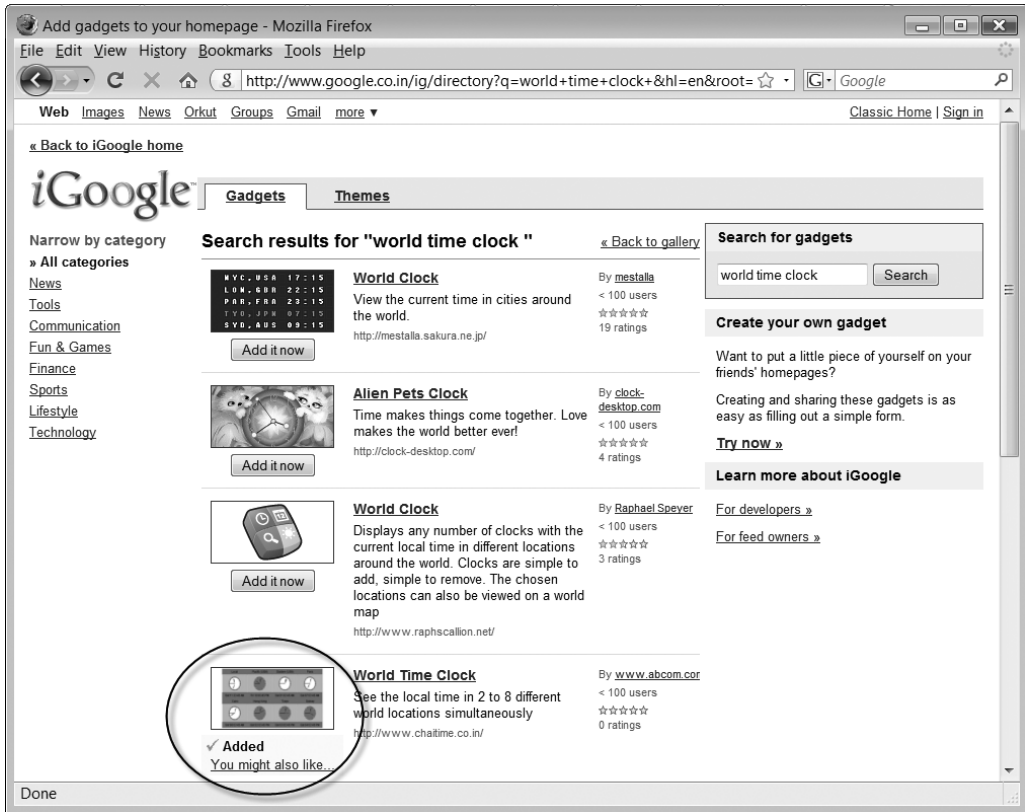 Add gadgets to your homepage - Mozilla Firefox
File Edit View History Bookmarks Tools Help
http://www.google.co.in/ig/directory?q=world+time+clock+&hl=en&root=
Google
Web Images News Orkut Groups Gmail more ▼
Classic Home | Sign in
« Back to iGoogle home
iGoogle
Gadgets
Themes
Narrow by category
» All categories
News
Tools
Communication
Fun & Games
Finance
Sports
Lifestyle
Technology
Search results for "world time clock "
« Back to gallery
NYC,USA 17:15
LON,GBR 22:15
PAR,FRA 23:15
TYO,JPN 07:15
SYD,AUS 09:15
Add it now
World Clock
View the current time in cities around
the world.
http://mestalla.sakura.ne.jp/
By mestalla
< 100 users
19 ratings
Add it now
Alien Pets Clock
Time makes things come together. Love
makes the world better ever!
http://clock-desktop.com/
By clock-
desktop.com
< 100 users
4 ratings
Add it now
World Clock
Displays any number of clocks with the
current local time in different locations
around the world. Clocks are simple to
add, simple to remove. The chosen
locations can also be viewed on a world
map
http://www.raphscallion.net/
By Raphael Speyer
< 100 users
3 ratings
✓ Added
You might also like...
World Time Clock
See the local time in 2 to 8 different
world locations simultaneously
http://www.chaitime.co.in/
By www.abcom.cor
< 100 users
0 ratings
Search for gadgets
world time clock
Search
Create your own gadget
Want to put a little piece of yourself on your
friends' homepages?
Creating and sharing these gadgets is as
easy as filling out a simple form.
Try now »
Learn more about iGoogle
For developers »
For feed owners »
Done